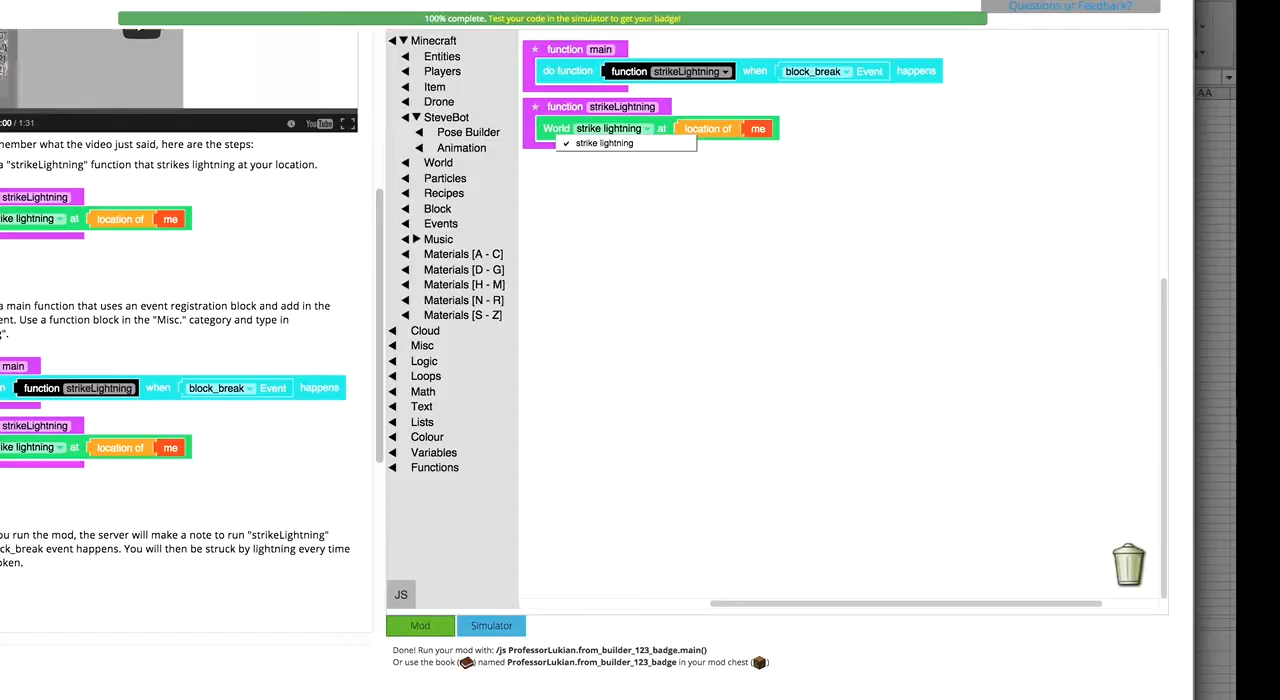 Questions or Feedback?
100% complete. Test your code in the simulator to get your badge!
:00 / 1:31
YouTube
nember what the video just said, here are the steps:
a "strikeLightning" function that strikes lightning at your location.
strikeLightning
ike lightning at location of me
a main function that uses an event registration block and add in the
ent. Use a function block in the "Misc." category and type in
g".
main
n function strikeLightning when block_break Event happens
strikeLightning
ike lightning at location of me
ou run the mod, the server will make a note to run "strikeLightning"
ck_break event happens. You will then be struck by lightning every time
oken.
Minecraft
Entities
Players
Item
Drone
SteveBot
Pose Builder
Animation
World
Particles
Recipes
Block
Events
Music
Materials [A - C]
Materials [D - G]
Materials [H - M]
Materials [N - R]
Materials [S - Z]
Cloud
Misc
Logic
Loops
Math
Text
Lists
Colour
Variables
Functions
JS
function main
do function function strikeLightning when block_break Event happens
function strikeLightning
World strike lightning at location of me
✓ strike lightning
Mod Simulator
Done! Run your mod with: /js ProfessorLukian.from_builder_123_badge.main()
Or use the book ( ) named ProfessorLukian.from_builder_123_badge in your mod chest ( )
AA